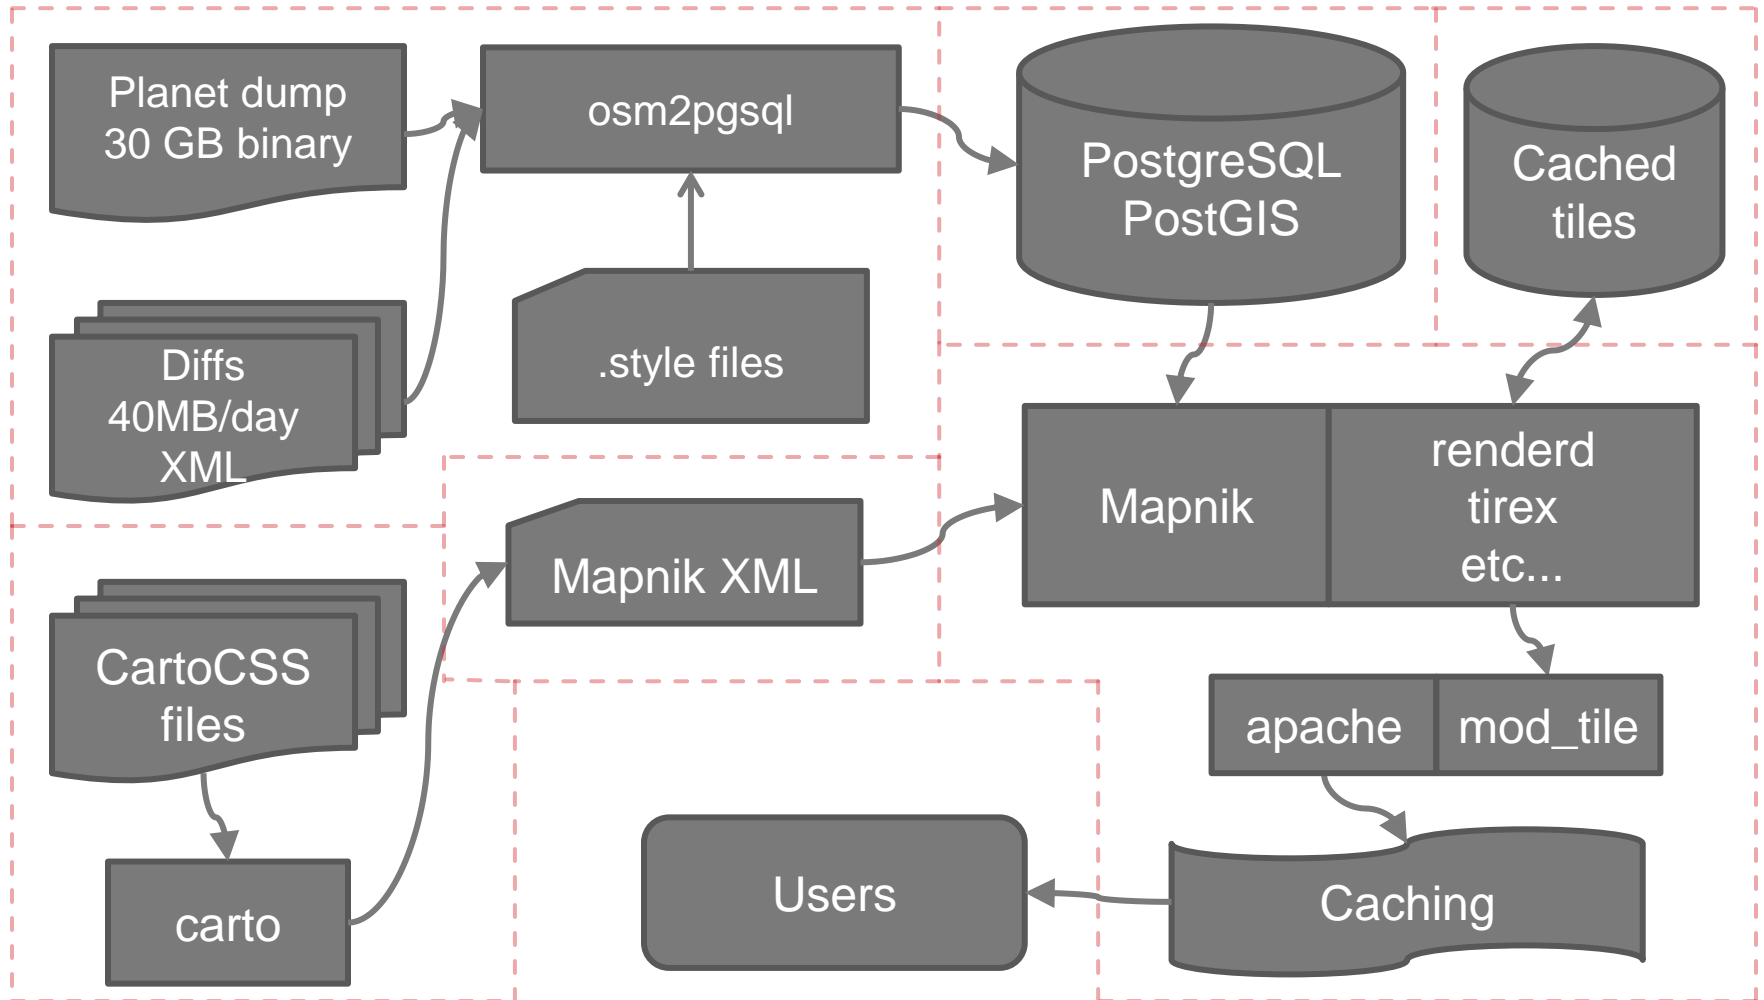 Planet dump
30 GB binary
osm2pgsql
PostgreSQL
PostGIS
Cached
tiles
Diffs
40MB/day
XML
.style files
Mapnik
renderd
tirex
etc...
Mapnik XML
CartoCSS
files
apache
mod_tile
carto
Users
Caching